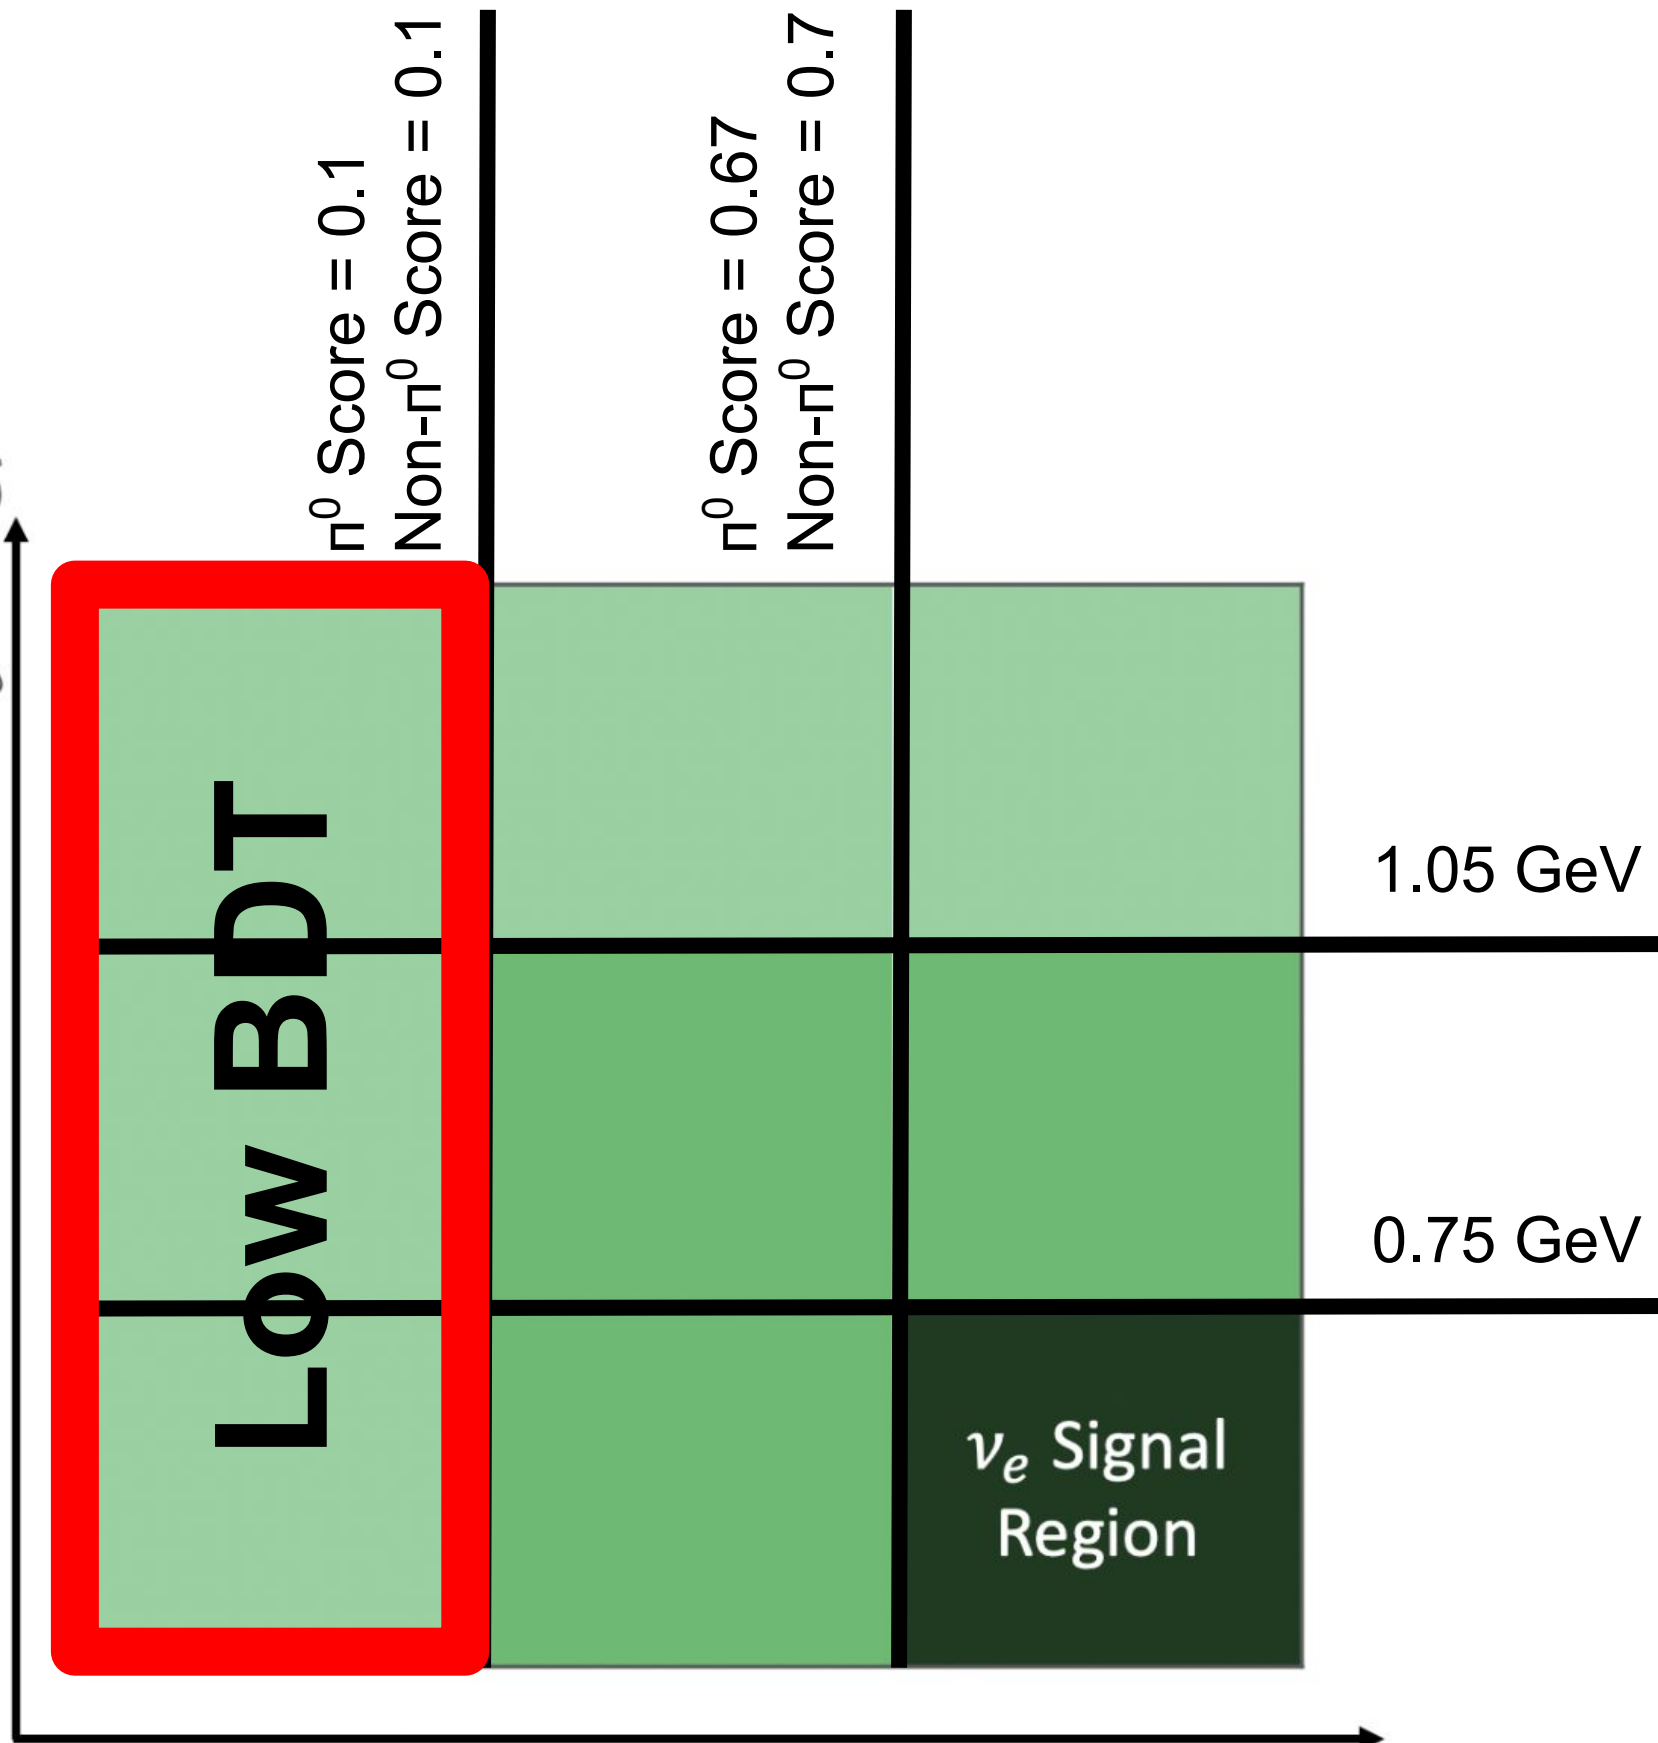 π⁰ Score = 0.1
Non-π⁰ Score = 0.1
π⁰ Score = 0.67
Non-π⁰ Score = 0.7
Low BDT
1.05 GeV
0.75 GeV
νₑ Signal
Region